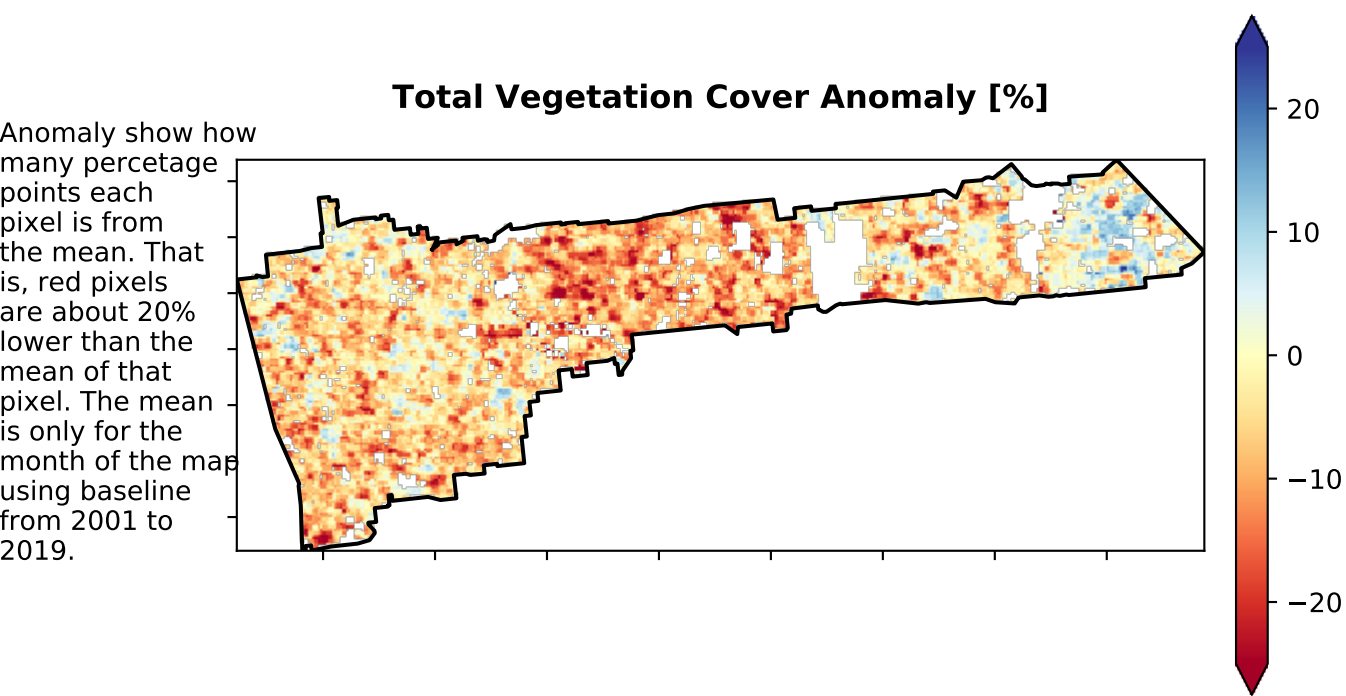 Total Vegetation Cover Anomaly [%]
Anomaly show how
many percetage
points each
pixel is from
the mean. That
is, red pixels
are about 20%
lower than the
mean of that
pixel. The mean
is only for the
month of the map
using baseline
from 2001 to
2019.
20
10
0
−10
−20